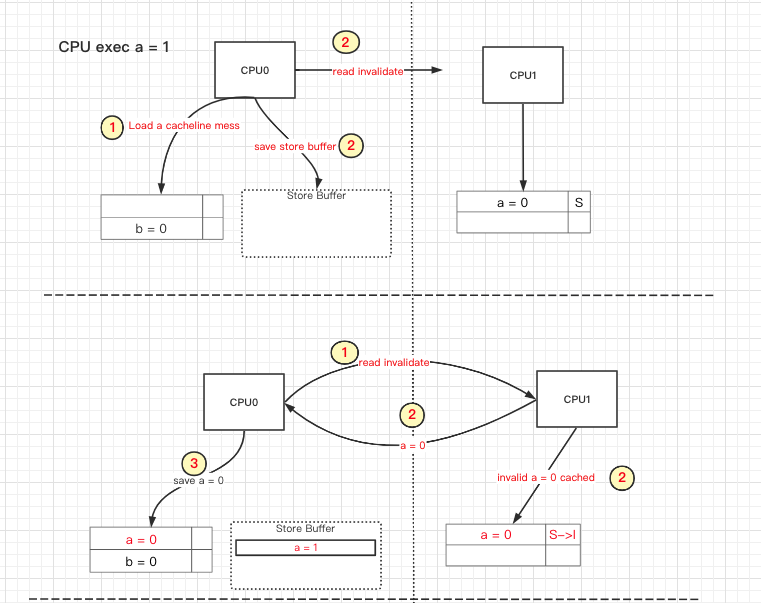 CPU exec a = 1
2
CPU0
read invalidate
CPU1
1
Load a cacheline mess
save store buffer
2
Store Buffer
b = 0
a = 0
S
1
read invalidate
CPU0
CPU1
2
a = 0
3
save a = 0
invalid a = 0 cached
2
Store Buffer
a = 0
a = 1
b = 0
a = 0
S->I